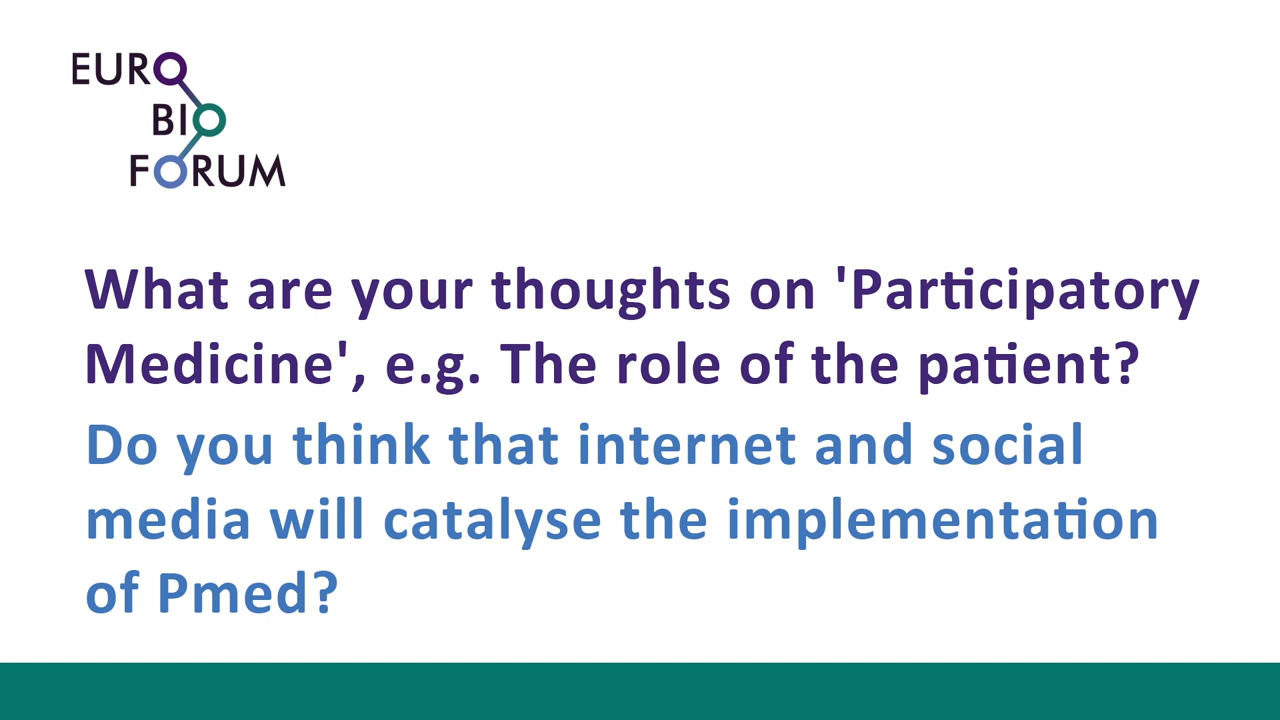 EURO
BIO
FORUM
What are your thoughts on 'Participatory
Medicine', e.g. The role of the patient?
Do you think that internet and social
media will catalyse the implementation
of Pmed?